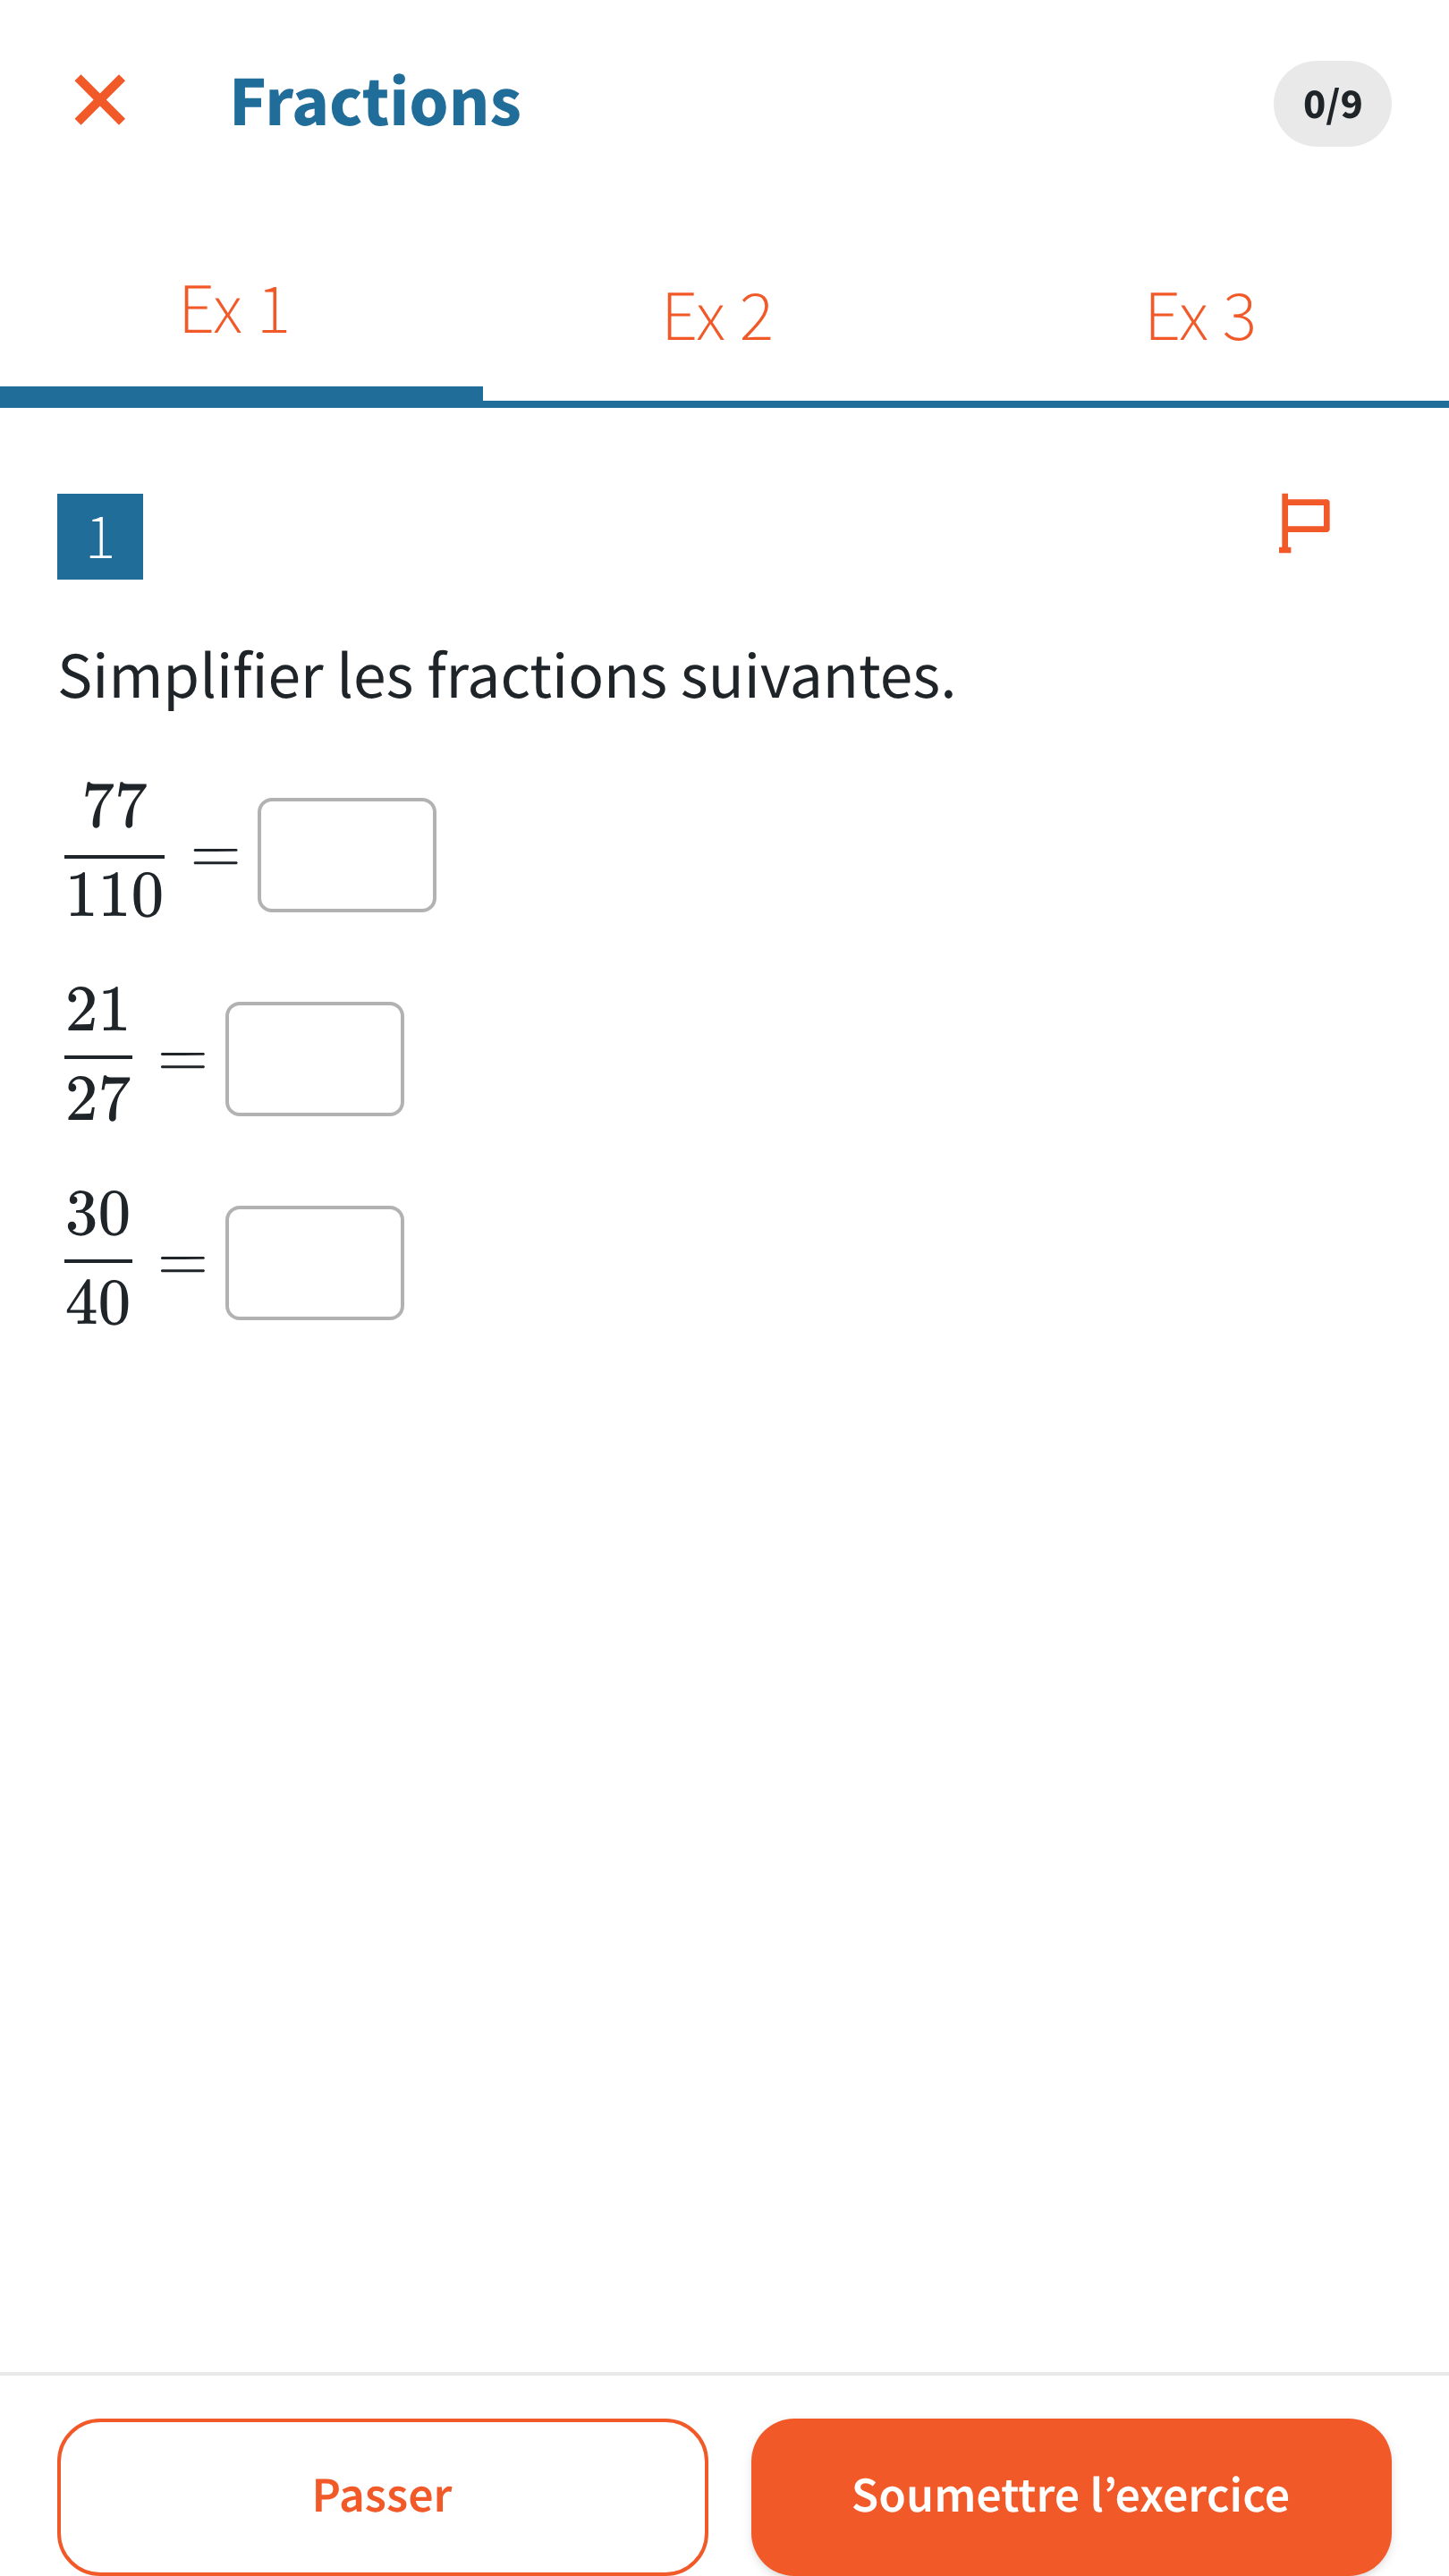 Fractions
0/9
Ex 1
Ex 2
Ex 3
1
Simplifier les fractions suivantes.
77
110
=
21
27
=
30
40
=
Passer
Soumettre l’exercice